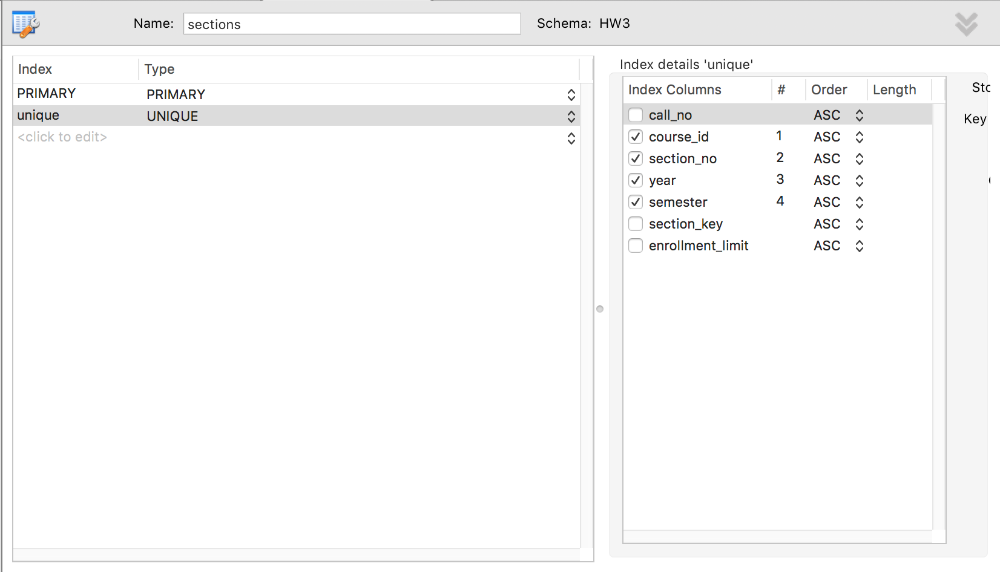 Name: sections Schema: HW3
Index Type
PRIMARY PRIMARY
unique UNIQUE
<click to edit>
Index details 'unique'
Index Columns # Order Length
call_no ASC
course_id 1 ASC
section_no 2 ASC
year 3 ASC
semester 4 ASC
section_key ASC
enrollment_limit ASC
Key